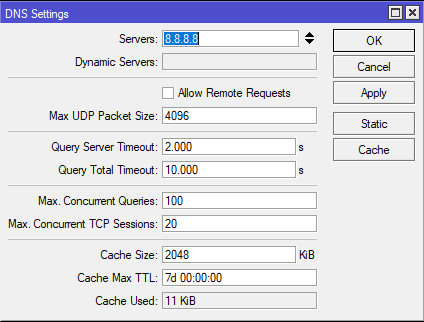 DNS Settings
Servers: 8.8.8.8
OK
Dynamic Servers:
Cancel
Allow Remote Requests
Apply
Max UDP Packet Size: 4096
Static
Query Server Timeout: 2.000 s
Cache
Query Total Timeout: 10.000 s
Max. Concurrent Queries: 100
Max. Concurrent TCP Sessions: 20
Cache Size: 2048 KiB
Cache Max TTL: 7d 00:00:00
Cache Used: 11 KiB